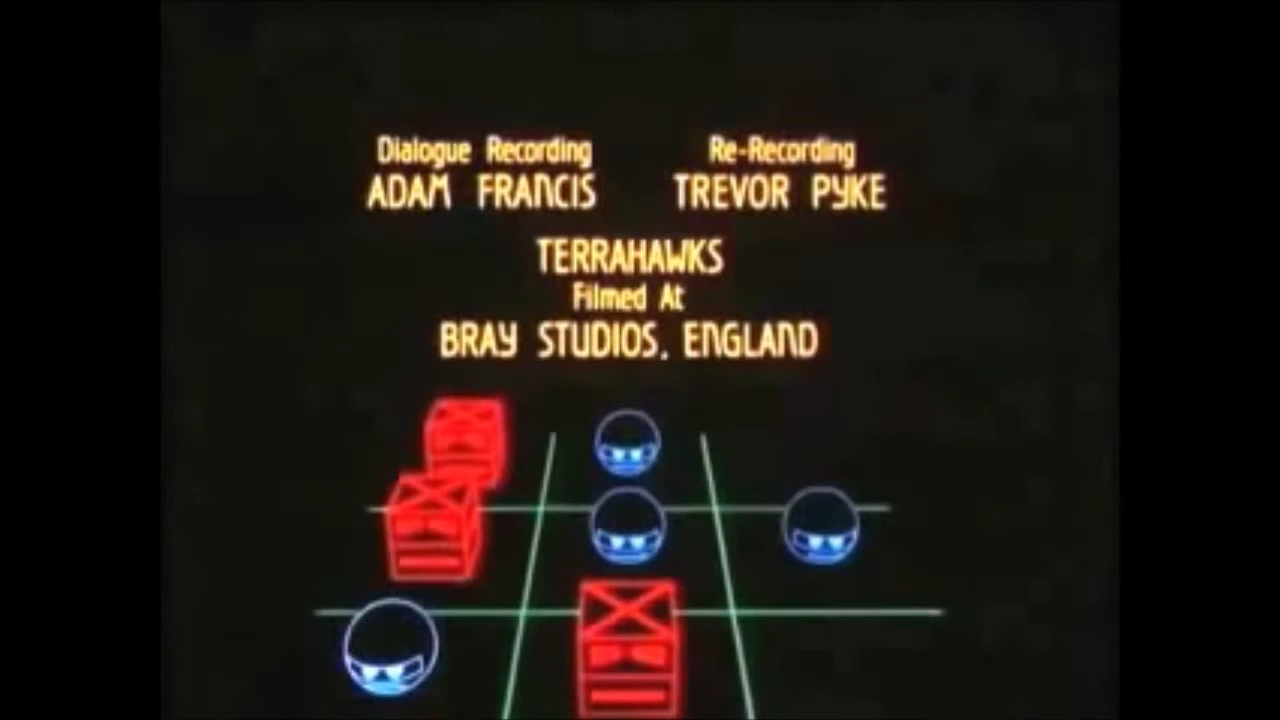 Dialogue Recording
ADAM FRANCIS
Re-Recording
TREVOR PYKE
TERRAHAWKS
Filmed At
BRAY STUDIOS, ENGLAND